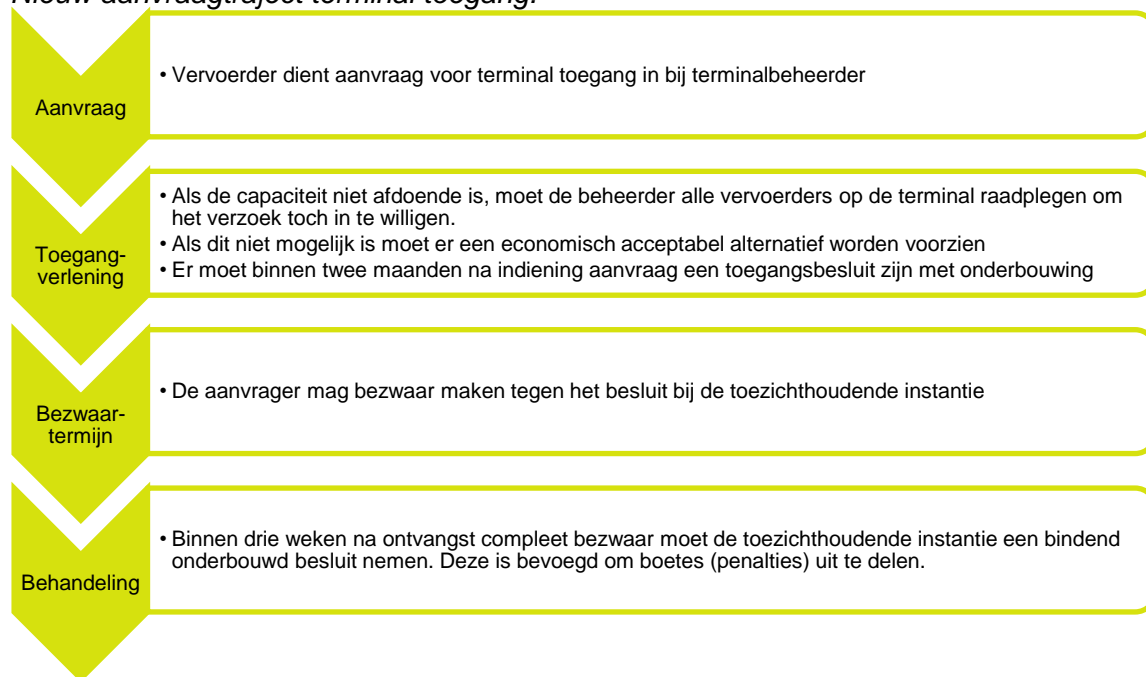 Nieuw aanvraagtraject terminal toegang:
Aanvraag
• Vervoerder dient aanvraag voor terminal toegang in bij terminalbeheerder
Toegang-
verlening
• Als de capaciteit niet afdoende is, moet de beheerder alle vervoerders op de terminal raadplegen om
het verzoek toch in te willigen.
• Als dit niet mogelijk is moet er een economisch acceptabel alternatief worden voorzien
• Er moet binnen twee maanden na indiening aanvraag een toegangsbesluit zijn met onderbouwing
Bezwaar-
termijn
• De aanvrager mag bezwaar maken tegen het besluit bij de toezichthoudende instantie
Behandeling
• Binnen drie weken na ontvangst compleet bezwaar moet de toezichthoudende instantie een bindend
onderbouwd besluit nemen. Deze is bevoegd om boetes (penalties) uit te delen.